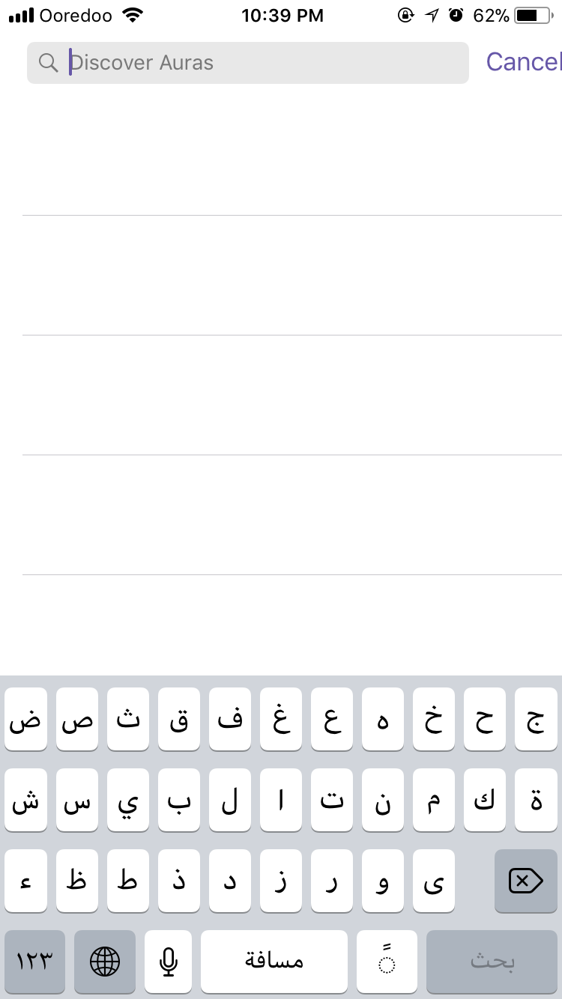 Ooredoo 10:39 PM 62%
Discover Auras Cancel
ض ص ث ق ف غ ع ه خ ح ج
ش س ي ب ل ا ت ن م ك ة
ء ظ ط ذ د ز ر و ى
١٢٣ مسافة ً بحث